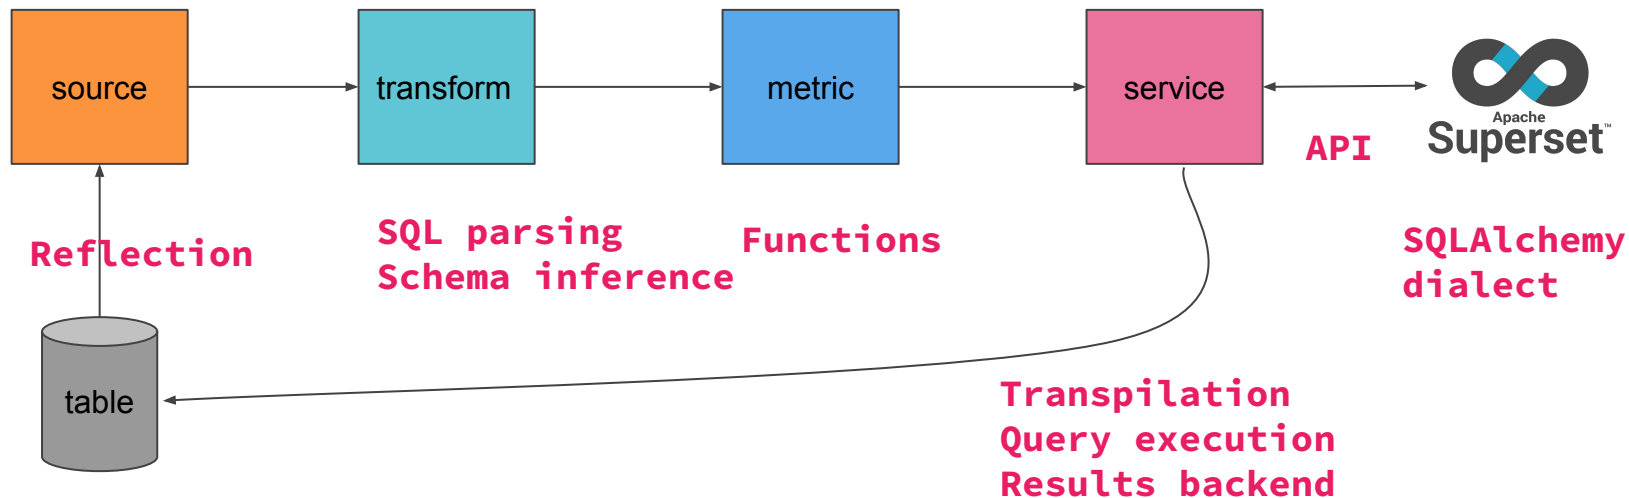 source
transform
metric
service
Apache
Superset™
API
Reflection
SQL parsing
Schema inference
Functions
SQLAlchemy
dialect
table
Transpilation
Query execution
Results backend